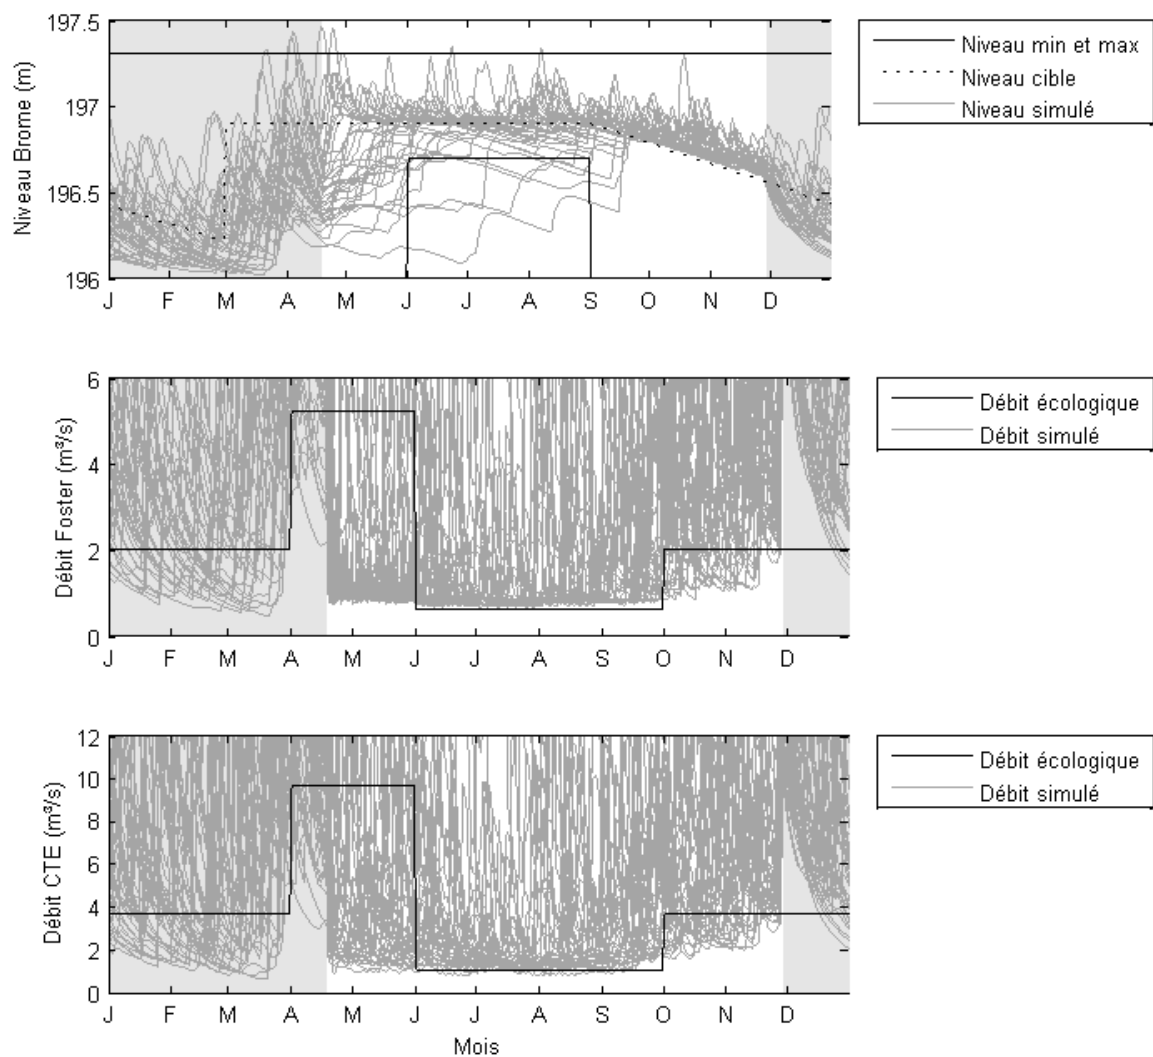 197.5
197
196.5
196
Niveau Brome (m)
J F M A M J J A S O N D
Niveau min et max
Niveau cible
Niveau simulé
6
4
2
0
Débit Foster (m³/s)
J F M A M J J A S O N D
Débit écologique
Débit simulé
12
10
8
6
4
2
0
Débit CTE (m³/s)
J F M A M J J A S O N D
Mois
Débit écologique
Débit simulé